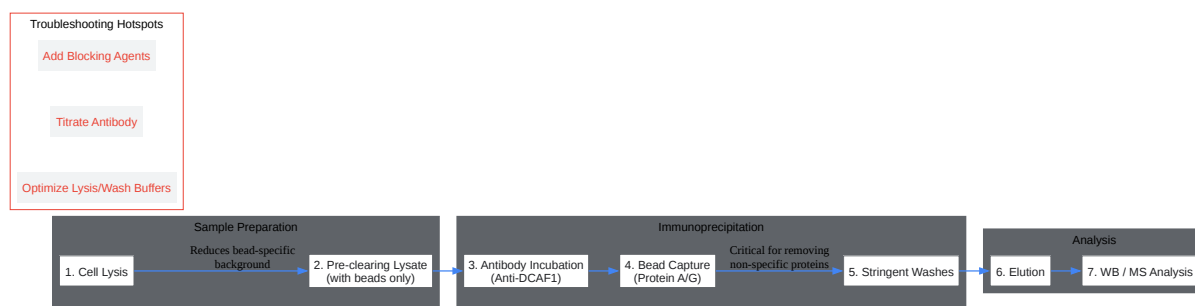 Troubleshooting Hotspots
Add Blocking Agents
Titrate Antibody
Optimize Lysis/Wash Buffers
Sample Preparation
1. Cell Lysis
Reduces bead-specific
background
2. Pre-clearing Lysate
(with beads only)
Immunoprecipitation
3. Antibody Incubation
(Anti-DCAF1)
4. Bead Capture
(Protein A/G)
Critical for removing
non-specific proteins
5. Stringent Washes
Analysis
6. Elution
7. WB / MS Analysis